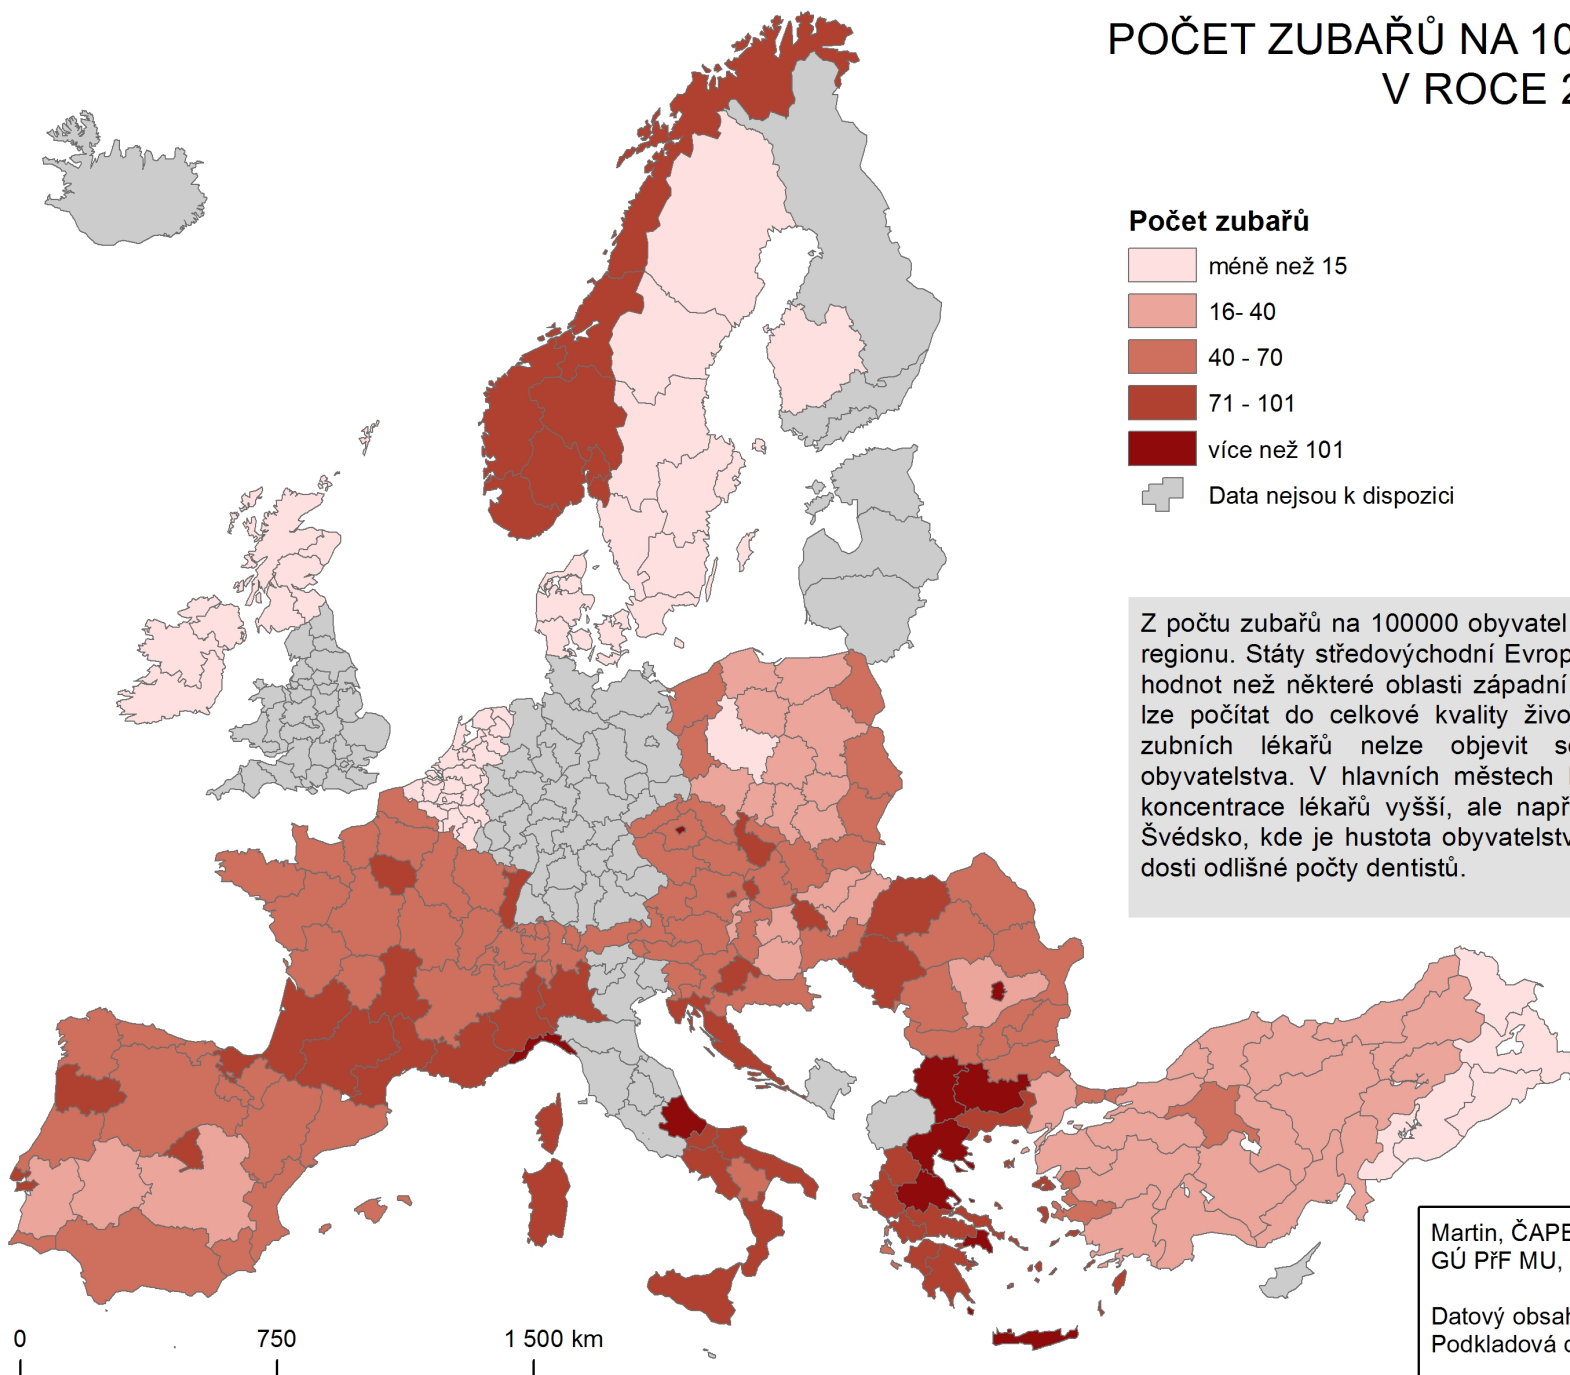 POČET ZUBAŘŮ NA 10
V ROCE 2
Počet zubařů
méně než 15
16- 40
40 - 70
71 - 101
více než 101
Data nejsou k dispozici
Z počtu zubařů na 100000 obyvatel
regionu. Státy středovýchodní Evrop
hodnot než některé oblasti západní
lze počítat do celkové kvality živo
zubních lékařů nelze objevit s
obyvatelstva. V hlavních městech
koncentrace lékařů vyšší, ale např
Švédsko, kde je hustota obyvatelstv
dosti odlišné počty dentistů.
Martin, ČAPE
GÚ PřF MU,
Datový obsah
Podkladová
0 750 1 500 km